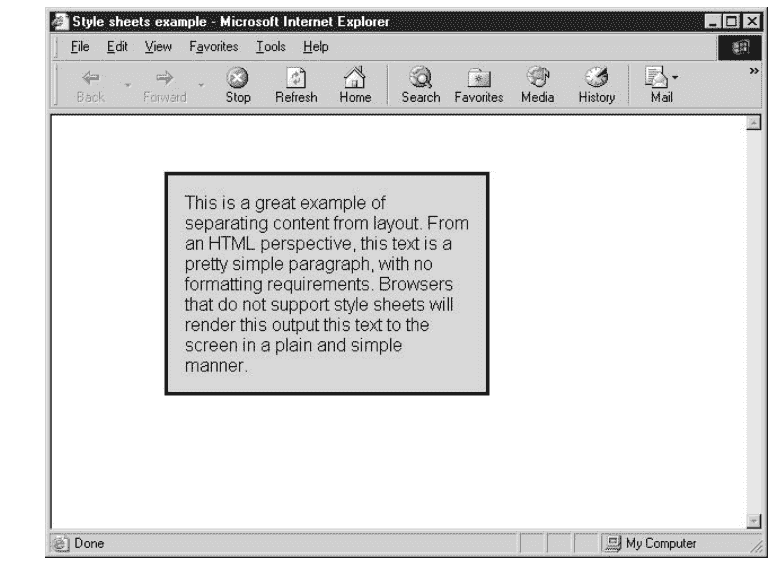 Style sheets example - Microsoft Internet Explorer
File Edit View Favorites Tools Help
Back Forward Stop Refresh Home Search Favorites Media History Mail »
This is a great example of
separating content from layout. From
an HTML perspective, this text is a
pretty simple paragraph, with no
formatting requirements. Browsers
that do not support style sheets will
render this output this text to the
screen in a plain and simple
manner.
Done My Computer